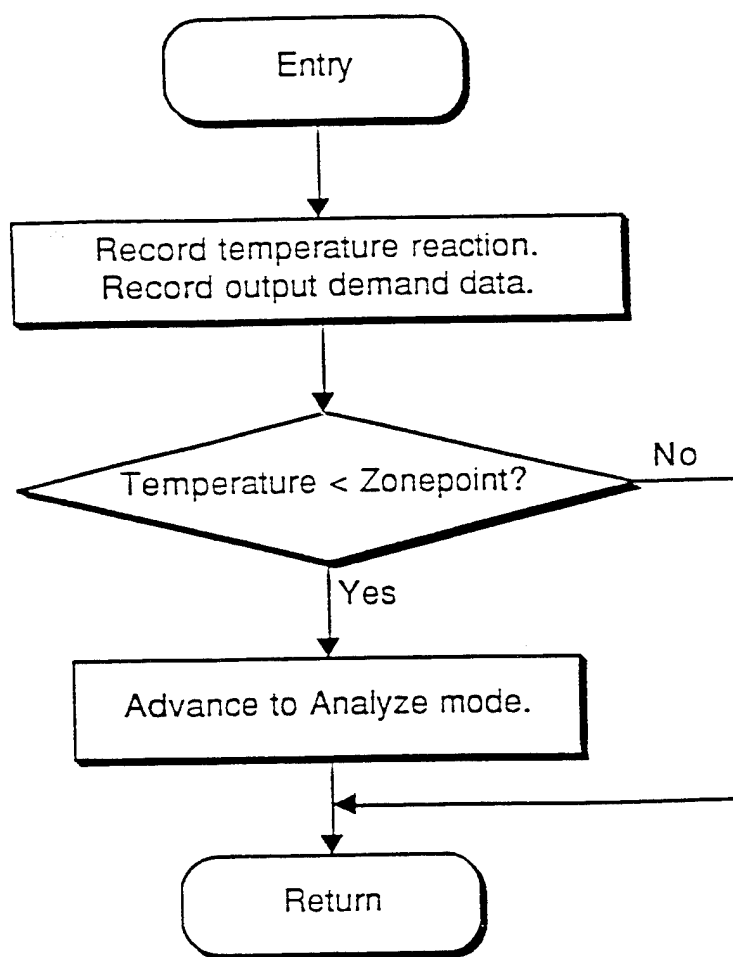 Entry
Record temperature reaction.
Record output demand data.
Temperature < Zonepoint?
No
Yes
Advance to Analyze mode.
Return